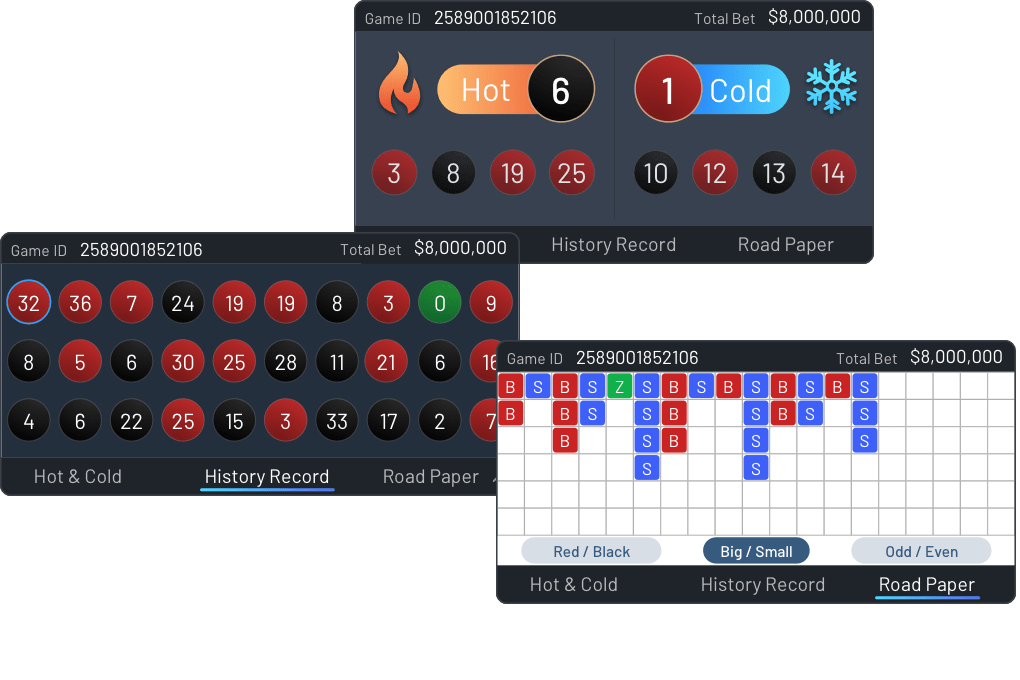 Game ID 2589001852106 Total Bet $8,000,000
Hot 6
1 Cold
3 8 19 25
10 12 13 14
History Record Road Paper
Game ID 2589001852106 Total Bet $8,000,000
32 36 7 24 19 19 8 3 0 9
8 5 6 30 25 28 11 21 6 16
4 6 22 25 15 3 33 17 2 7
Hot & Cold History Record Road Paper
Game ID 2589001852106 Total Bet $8,000,000
B S B S Z S B S B S B S B S
B B S S B S B S S
B S B S S
S S
Red / Black Big / Small Odd / Even
Hot & Cold History Record Road Paper